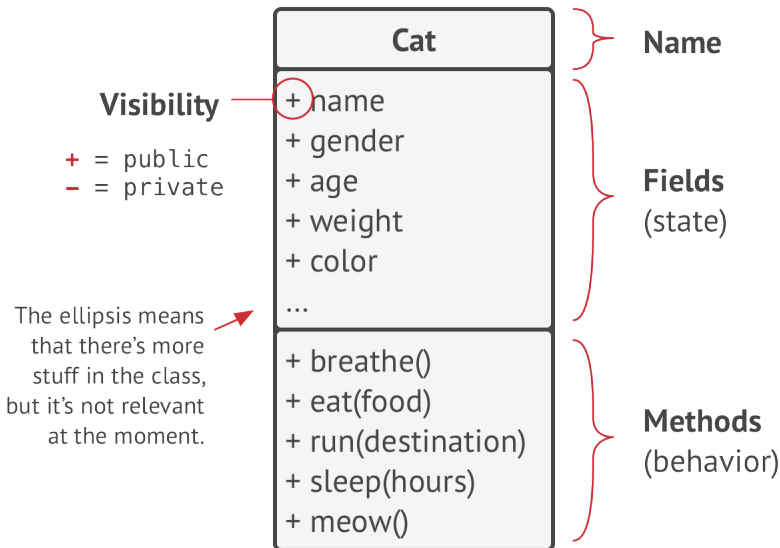 Cat
Name
Visibility
+ = public
– = private
+ name
+ gender
+ age
+ weight
+ color
...
Fields
(state)
The ellipsis means
that there’s more
stuff in the class,
but it’s not relevant
at the moment.
+ breathe()
+ eat(food)
+ run(destination)
+ sleep(hours)
+ meow()
Methods
(behavior)